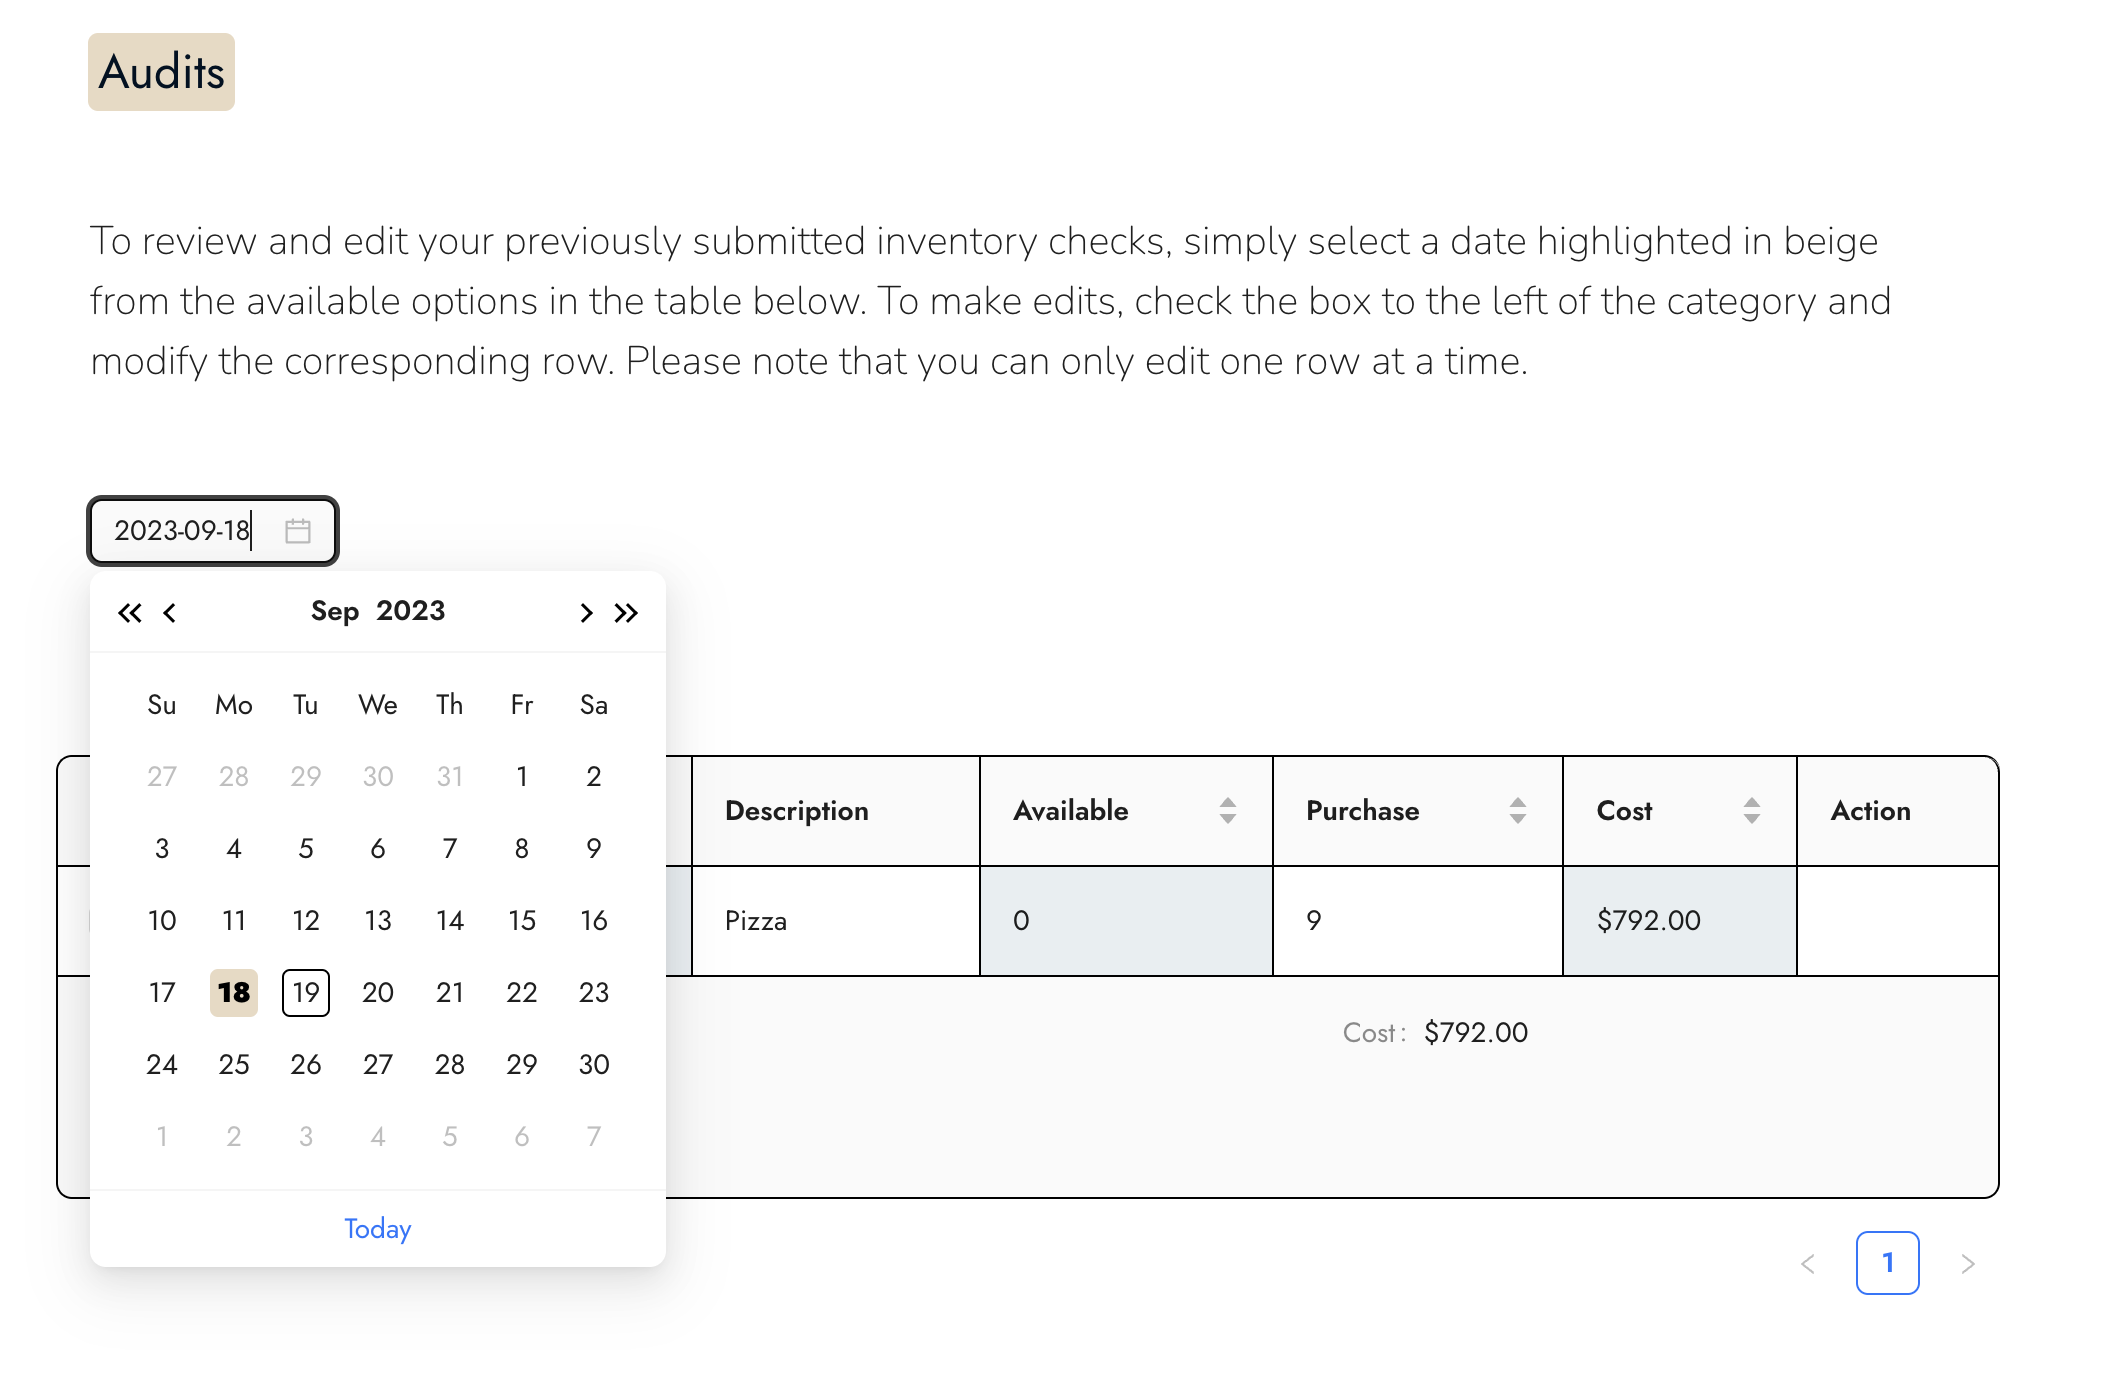 Audits
To review and edit your previously submitted inventory checks, simply select a date highlighted in beige
from the available options in the table below. To make edits, check the box to the left of the category and
modify the corresponding row. Please note that you can only edit one row at a time.
2023-09-18
Sep 2023
Su Mo Tu We Th Fr Sa
27 28 29 30 31 1 2
3 4 5 6 7 8 9
10 11 12 13 14 15 16
17 18 19 20 21 22 23
24 25 26 27 28 29 30
1 2 3 4 5 6 7
Today
Description Available Purchase Cost Action
Pizza 0 9 $792.00
Cost: $792.00
1